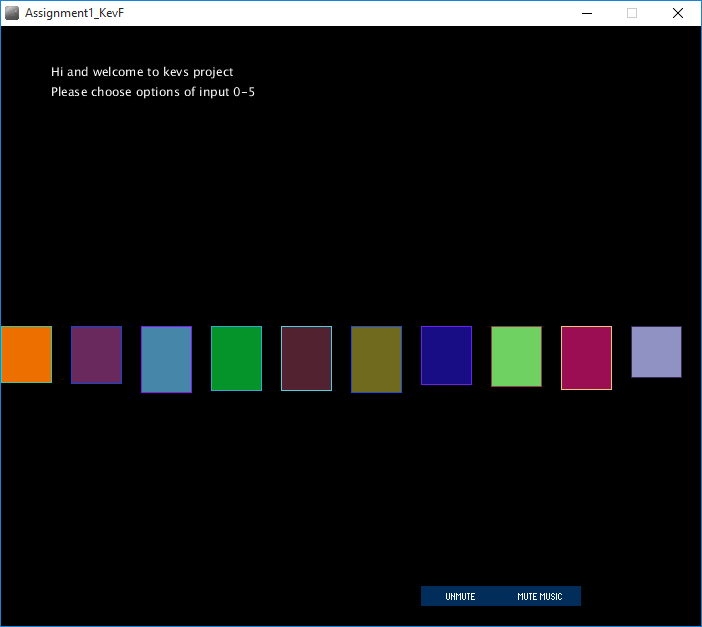 Assignment1_KevF
Hi and welcome to kevs project
Please choose options of input 0-5
UNMUTE MUTE MUSIC